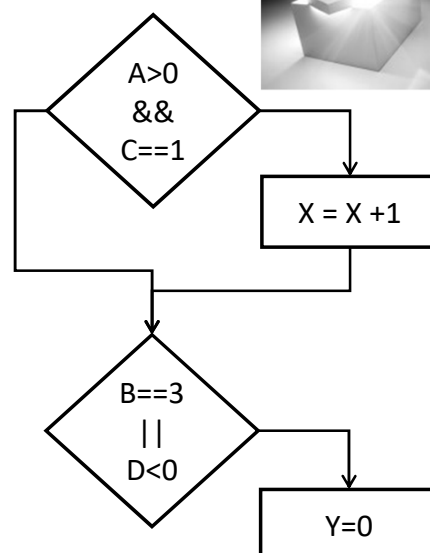 A>0
&&
C==1
X = X +1
B==3
||
D<0
Y=0